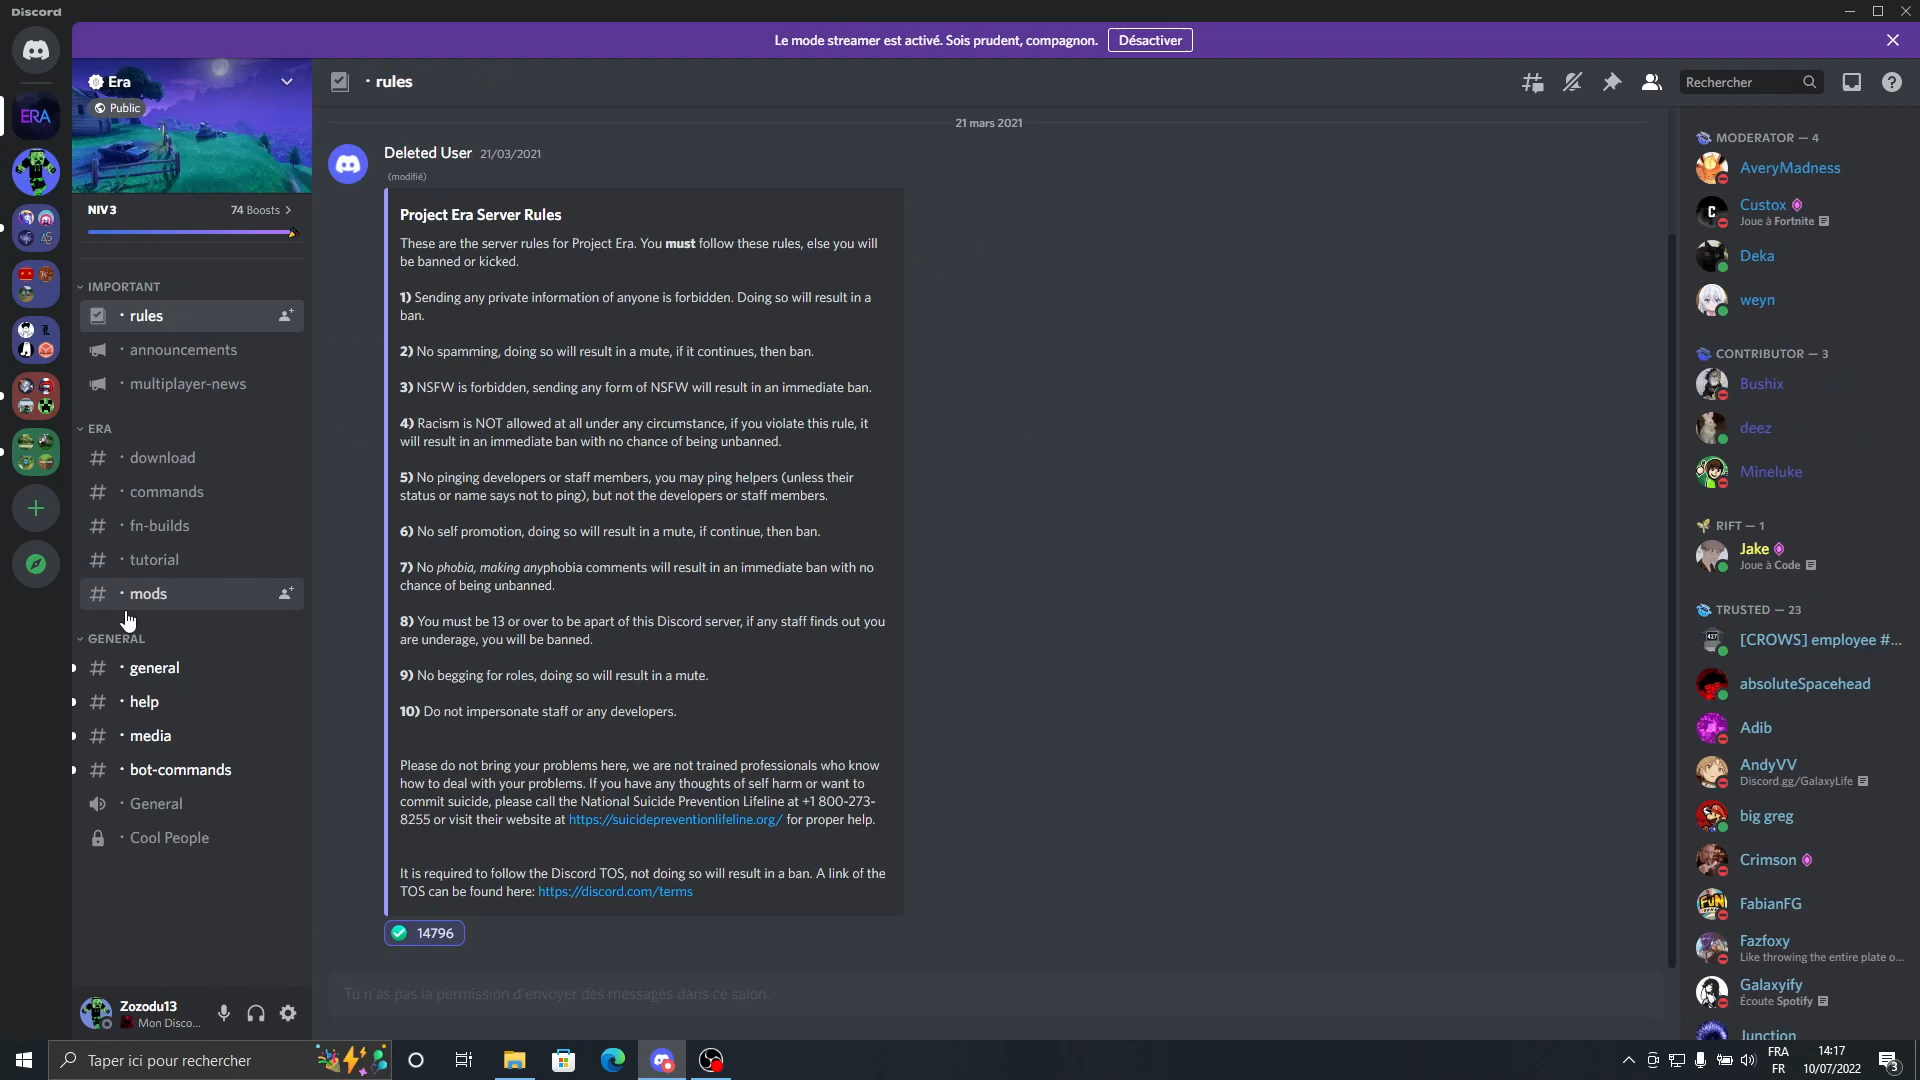 Discord
Le mode streamer est activé. Sois prudent, compagnon. Désactiver
ERA
Era
Public
NIV 3 74 Boosts
IMPORTANT
rules
announcements
multiplayer-news
ERA
download
commands
fn-builds
tutorial
mods
GENERAL
general
help
media
bot-commands
General
Cool People
Zozodu13
Mon Disco...
rules
Rechercher
21 mars 2021
Deleted User 21/03/2021
(modifié)
Project Era Server Rules
These are the server rules for Project Era. You must follow these rules, else you will
be banned or kicked.
1) Sending any private information of anyone is forbidden. Doing so will result in a
ban.
2) No spamming, doing so will result in a mute, if it continues, then ban.
3) NSFW is forbidden, sending any form of NSFW will result in an immediate ban.
4) Racism is NOT allowed at all under any circumstance, if you violate this rule, it
will result in an immediate ban with no chance of being unbanned.
5) No pinging developers or staff members, you may ping helpers (unless their
status or name says not to ping), but not the developers or staff members.
6) No self promotion, doing so will result in a mute, if continue, then ban.
7) No phobia, making anyphobia comments will result in an immediate ban with no
chance of being unbanned.
8) You must be 13 or over to be apart of this Discord server, if any staff finds out you
are underage, you will be banned.
9) No begging for roles, doing so will result in a mute.
10) Do not impersonate staff or any developers.
Please do not bring your problems here, we are not trained professionals who know
how to deal with your problems. If you have any thoughts of self harm or want to
commit suicide, please call the National Suicide Prevention Lifeline at +1 800-273-
8255 or visit their website at https://suicidepreventionlifeline.org/ for proper help.
It is required to follow the Discord TOS, not doing so will result in a ban. A link of the
TOS can be found here: https://discord.com/terms
14796
Tu n'as pas la permission d'envoyer des messages dans ce salon.
MODERATOR — 4
AveryMadness
Custox
Joue à Fortnite
Deka
weyn
CONTRIBUTOR — 3
Bushix
deez
Mineluke
RIFT — 1
Jake
Joue à Code
TRUSTED — 23
[CROWS] employee #...
absoluteSpacehead
Adib
AndyVV
Discord.gg/GalaxyLife
big greg
Crimson
FabianFG
Fazfoxy
Like throwing the entire plate o...
Galaxyify
Écoute Spotify
Junction
Taper ici pour rechercher
FRA
FR
14:17
10/07/2022
3